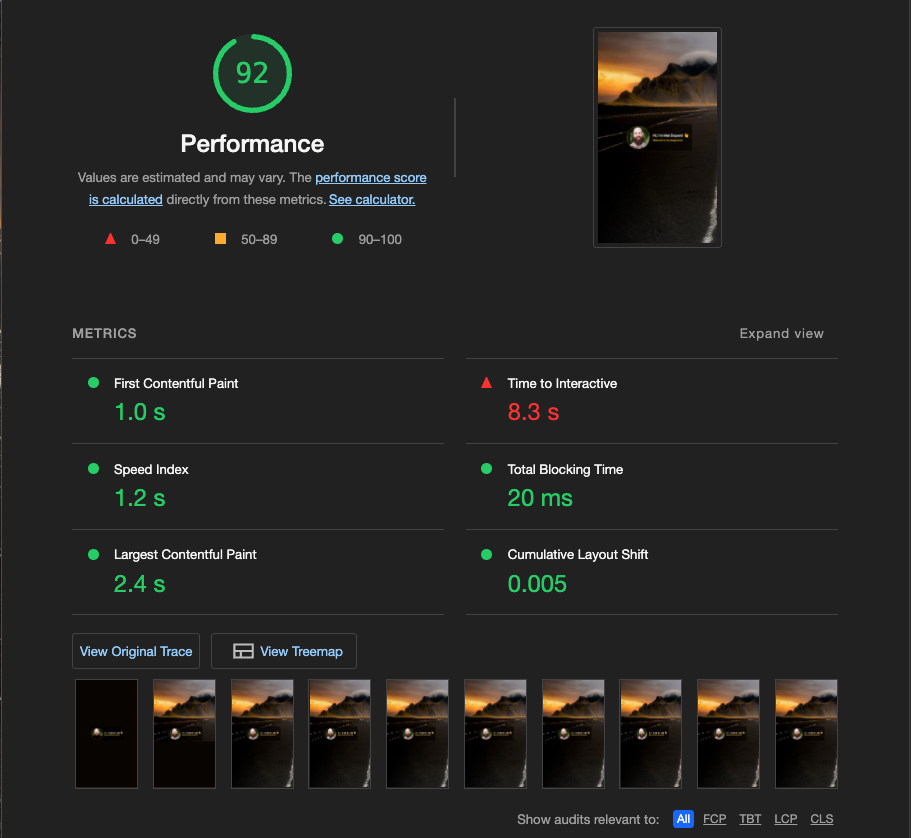 92
Performance
Values are estimated and may vary. The performance score
is calculated directly from these metrics. See calculator.
0–49
50–89
90–100
METRICS
Expand view
First Contentful Paint
1.0 s
Time to Interactive
8.3 s
Speed Index
1.2 s
Total Blocking Time
20 ms
Largest Contentful Paint
2.4 s
Cumulative Layout Shift
0.005
View Original Trace
View Treemap
Show audits relevant to: All FCP TBT LCP CLS